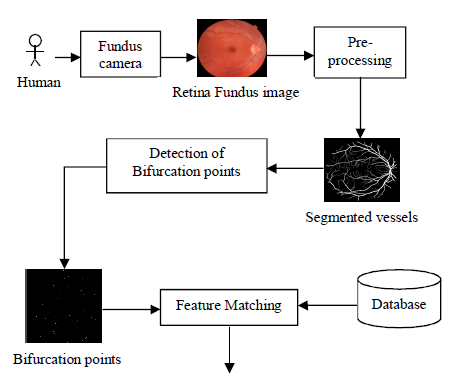 Fundus
camera
Pre-
processing
Human
Retina Fundus image
Detection of
Bifurcation points
Segmented vessels
Feature Matching
Database
Bifurcation points